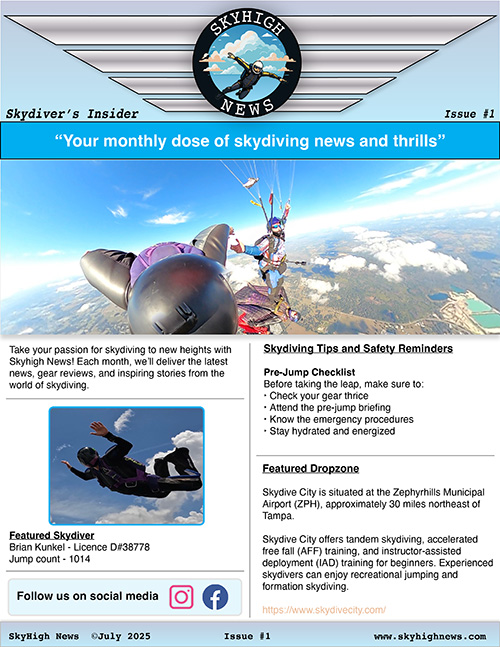 SKYHIGH
NEWS
Skydiver's Insider
Issue #1
“Your monthly dose of skydiving news and thrills”
Take your passion for skydiving to new heights with
Skyhigh News! Each month, we'll deliver the latest
news, gear reviews, and inspiring stories from the
world of skydiving.
Featured Skydiver
Brian Kunkel - Licence D#38778
Jump count - 1014
Follow us on social media
Skydiving Tips and Safety Reminders
Pre-Jump Checklist
Before taking the leap, make sure to:
• Check your gear thrice
• Attend the pre-jump briefing
• Know the emergency procedures
• Stay hydrated and energized
Featured Dropzone
Skydive City is situated at the Zephyrhills Municipal
Airport (ZPH), approximately 30 miles northeast of
Tampa.
Skydive City offers tandem skydiving, accelerated
free fall (AFF) training, and instructor-assisted
deployment (IAD) training for beginners. Experienced
skydivers can enjoy recreational jumping and
formation skydiving.
https://www.skydivecity.com/
SkyHigh News ©July 2025
Issue #1
www.skyhighnews.com